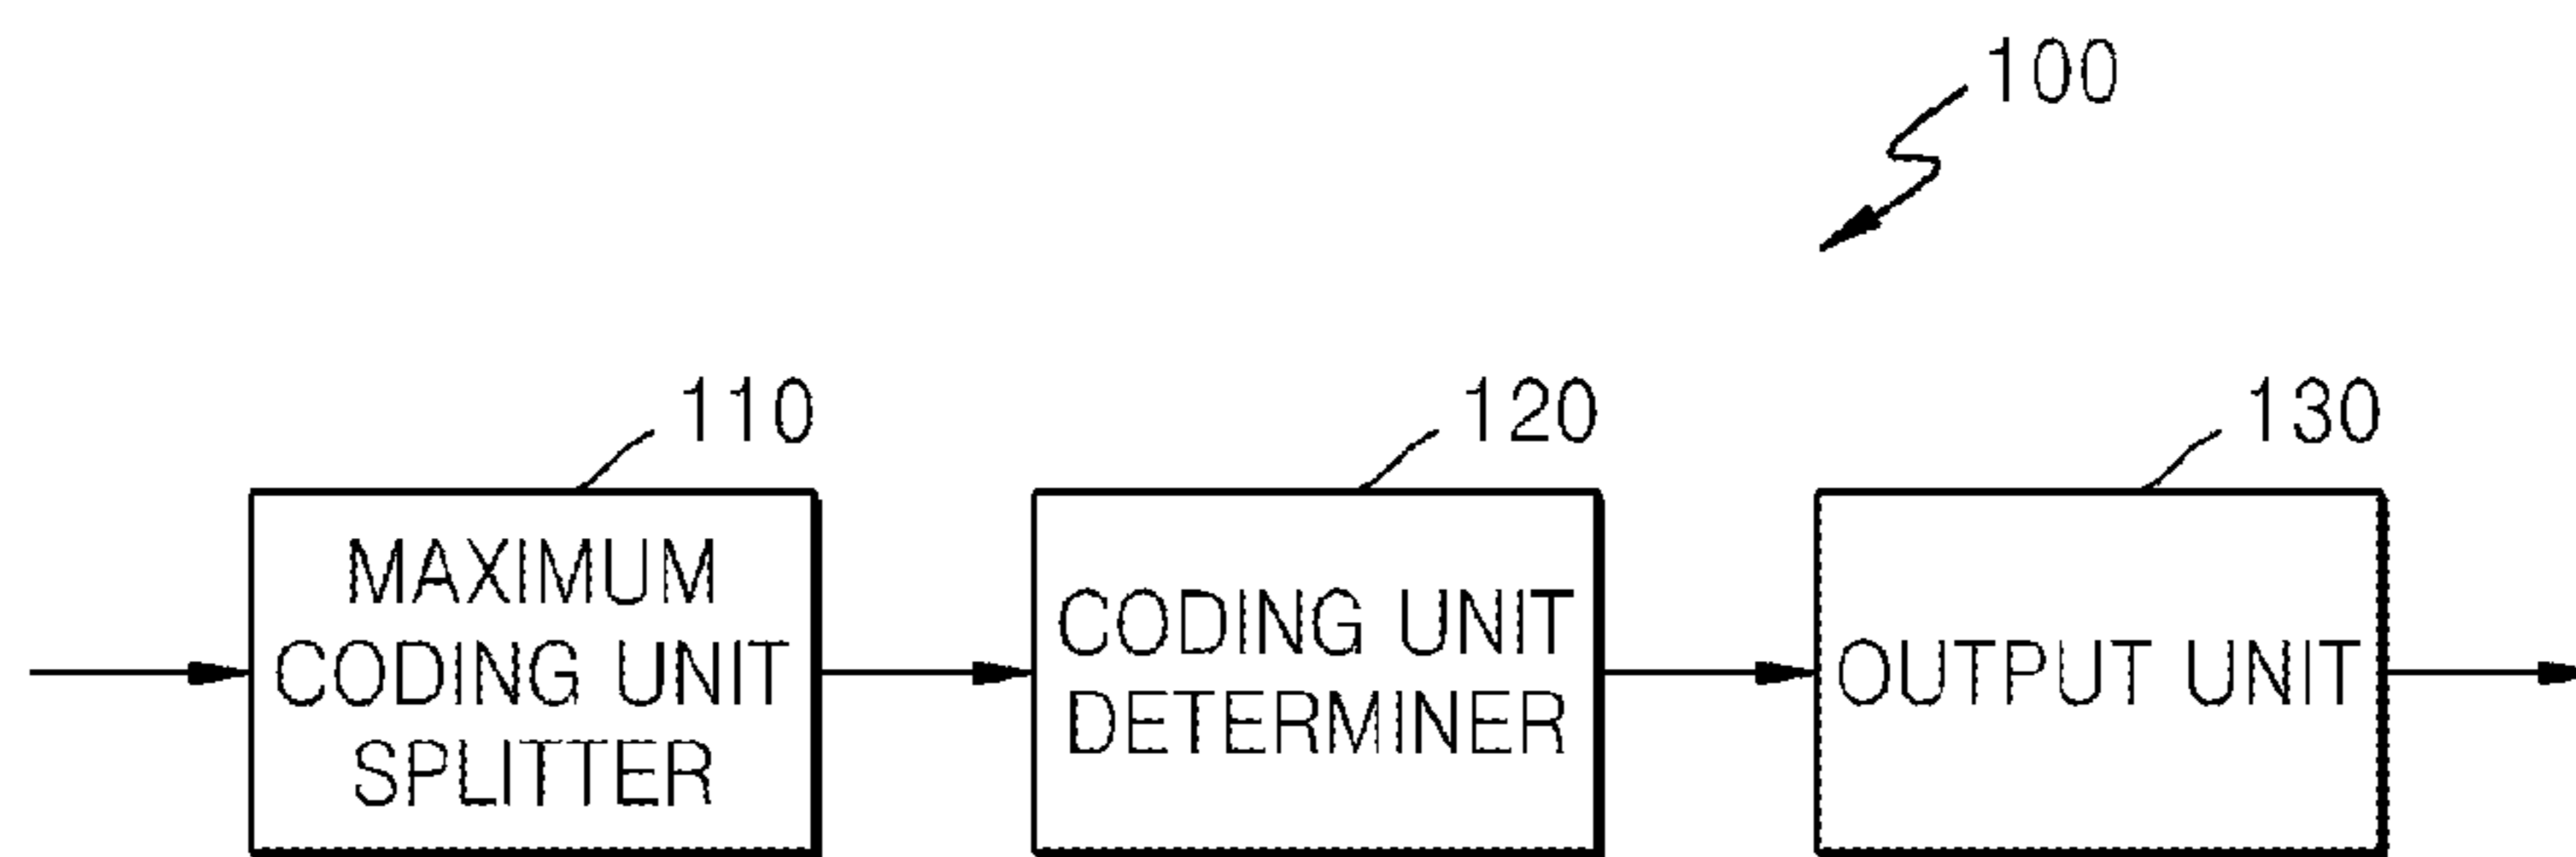 100
110
120
130
MAXIMUM
CODING UNIT
SPLITTER
CODING UNIT
DETERMINER
OUTPUT UNIT